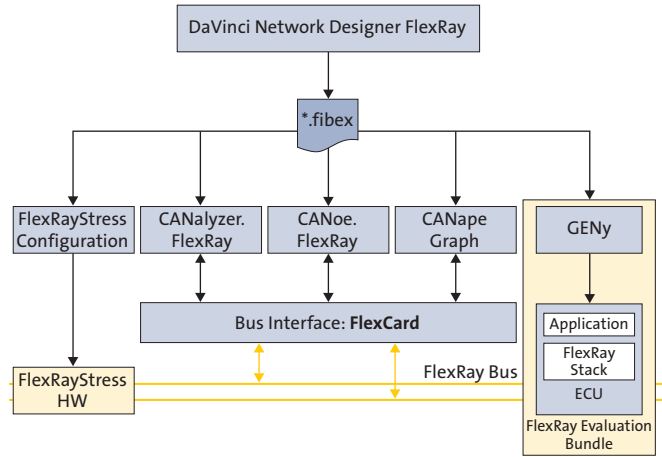 DaVinci Network Designer FlexRay
*.fibex
FlexRayStress
Configuration
CANalyzer.
FlexRay
CANoe.
FlexRay
CANape
Graph
GENy
Bus Interface: FlexCard
Application
FlexRay
Stack
ECU
FlexRayStress
HW
FlexRay Bus
FlexRay Evaluation
Bundle